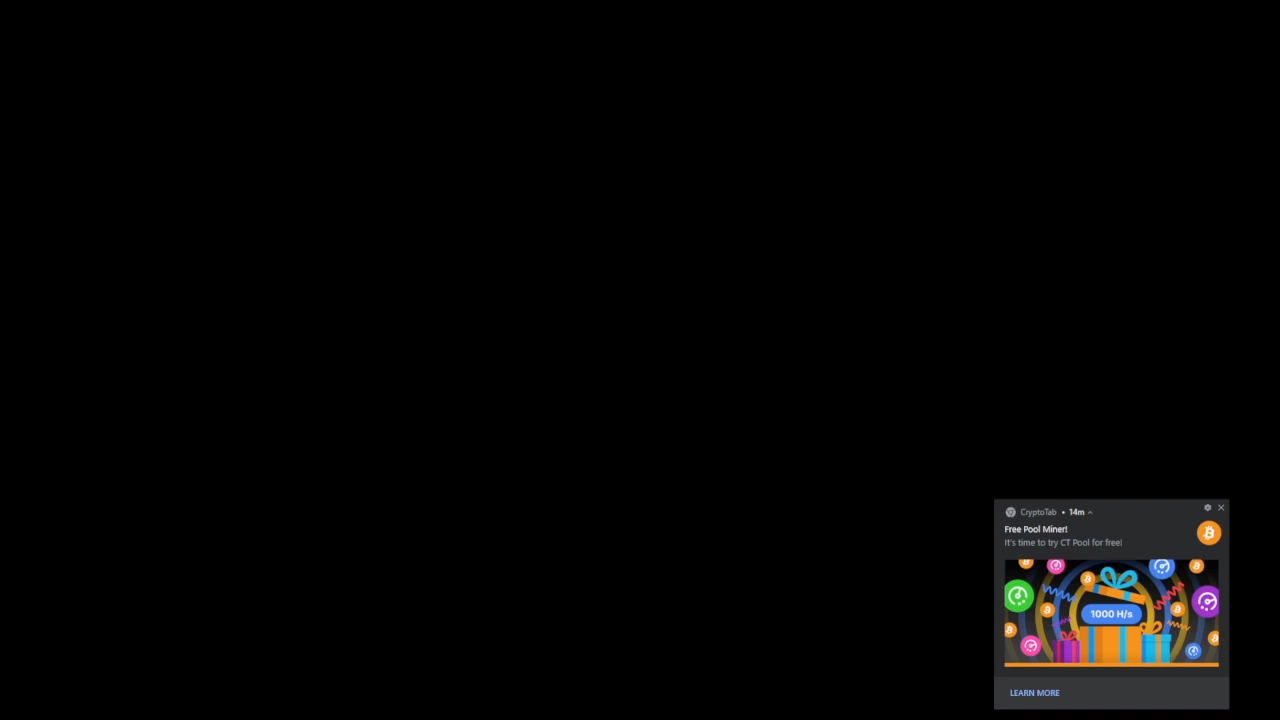 CryptoTab • 14m
Free Pool Miner!
It's time to try CT Pool for free!
1000 H/s
LEARN MORE